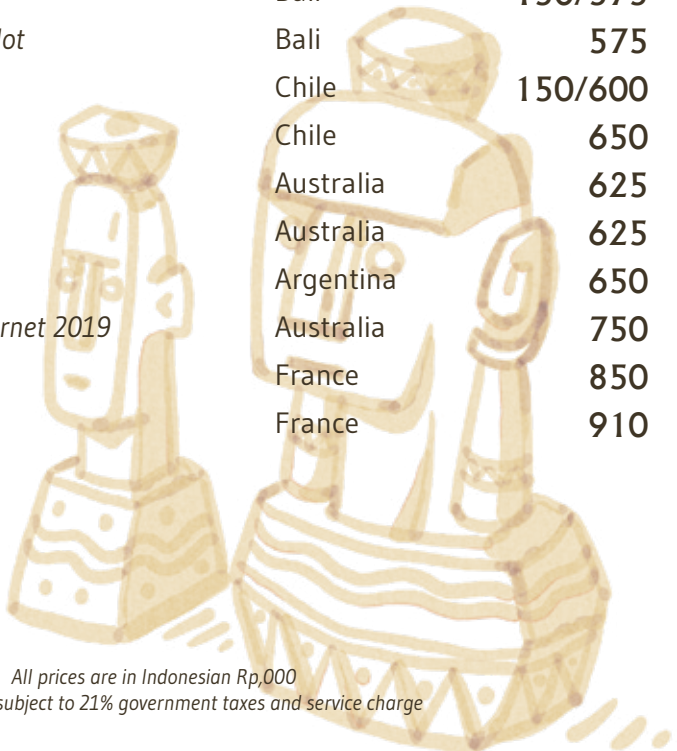 Bali 575
Chile 150/600
Chile 650
Australia 625
Australia 625
Argentina 650
2019 Australia 750
France 850
France 910
All prices are in Indonesian Rp,000
subject to 21% government taxes and service charge